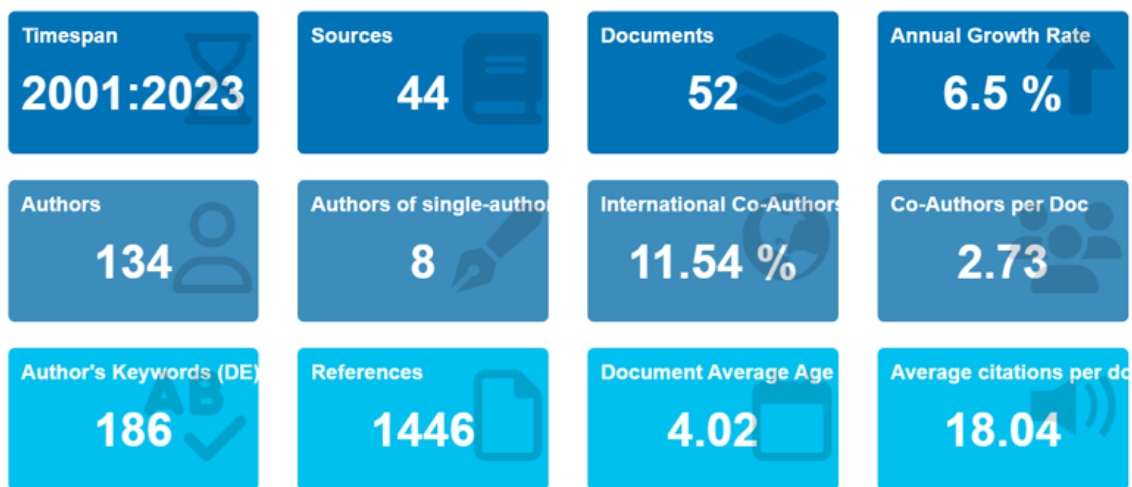 Timespan
2001:2023
Sources
44
Documents
52
Annual Growth Rate
6.5 %
Authors
134
Authors of single-author
8
International Co-Authors
11.54 %
Co-Authors per Doc
2.73
Author's Keywords (DE)
AB
186
References
1446
Document Average Age
4.02
Average citations per do
18.04